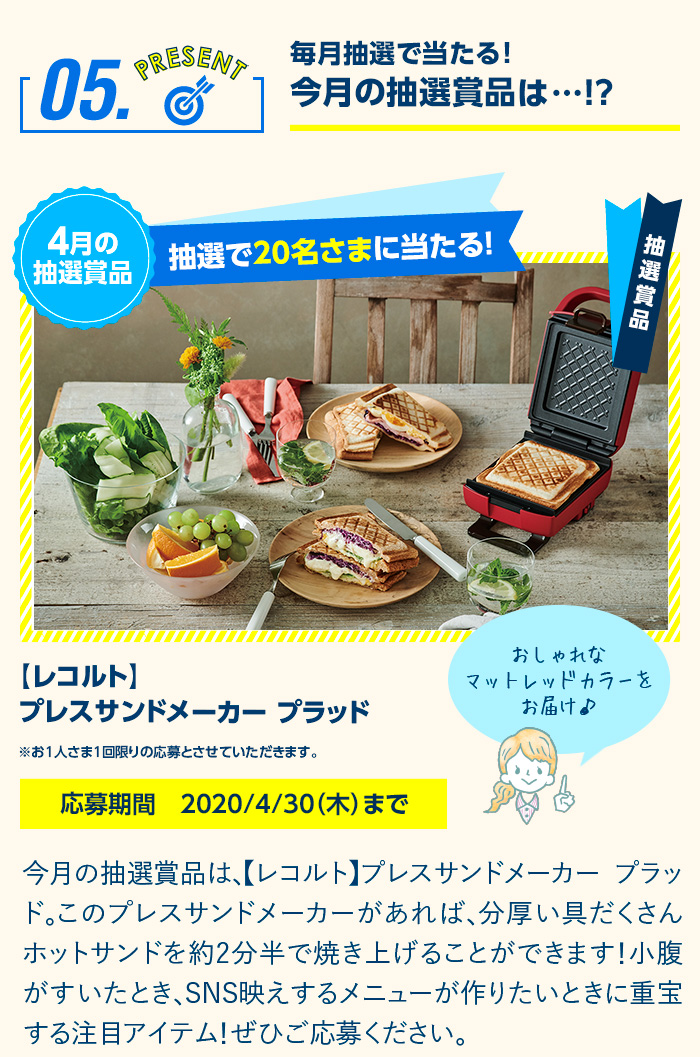 05.
PRESENT
毎月抽選で当たる!
今月の抽選賞品は…!?
4月の
抽選賞品
抽選で20名さまに当たる!
抽選賞品
【レコルト】
プレスサンドメーカー プラッド
※お1人さま1回限りの応募とさせていただきます。
おしゃれな
マットレッドカラーを
お届け♪
応募期間 2020/4/30(木)まで
今月の抽選賞品は、【レコルト】プレスサンドメーカー プラッ
ド。このプレスサンドメーカーがあれば、分厚い具だくさん
ホットサンドを約2分半で焼き上げることができます!小腹
がすいたとき、SNS映えするメニューが作りたいときに重宝
する注目アイテム!ぜひご応募ください。